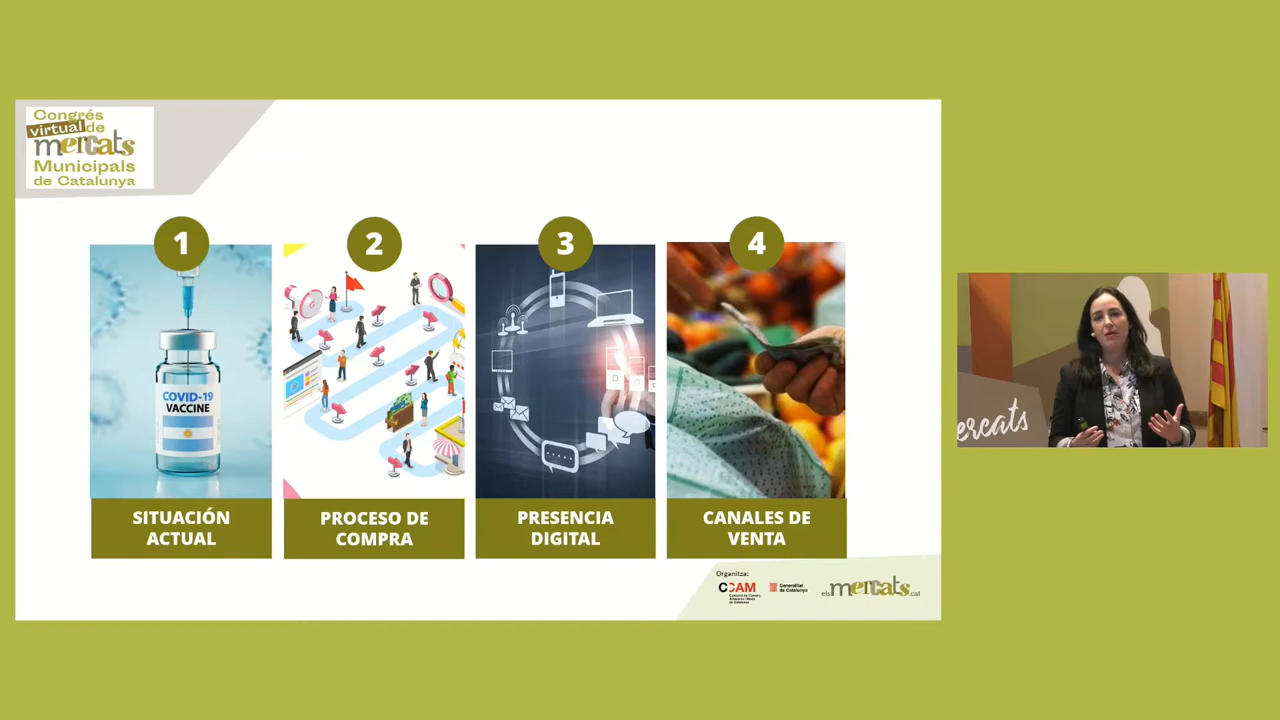 Congrés
virtual de
mercats
Municipals
de Catalunya
1
2
3
4
COVID-19
VACCINE
SITUACIÓN
ACTUAL
PROCESO DE
COMPRA
PRESENCIA
DIGITAL
CANALES DE
VENTA
Organitza:
CCAM
Generalitat
de Catalunya
elsmercats.cat
mercats